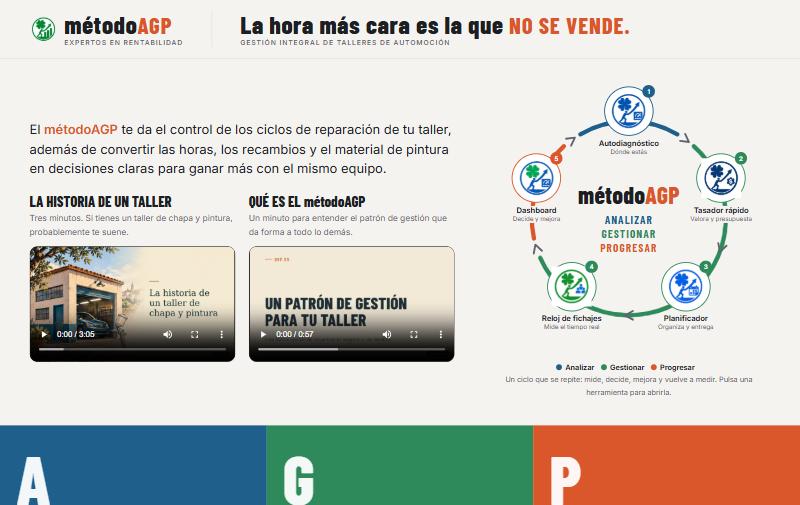 métodoAGP
EXPERTOS EN RENTABILIDAD
La hora más cara es la que NO SE VENDE.
GESTIÓN INTEGRAL DE TALLERES DE AUTOMOCIÓN
El métodoAGP te da el control de los ciclos de reparación de tu taller,
además de convertir las horas, los recambios y el material de pintura
en decisiones claras para ganar más con el mismo equipo.
LA HISTORIA DE UN TALLER
Tres minutos. Si tienes un taller de chapa y pintura,
probablemente te suene.
La historia de
un taller de
chapa y pintura
0:00 / 3:05
QUÉ ES EL métodoAGP
Un minuto para entender el patrón de gestión que
da forma a todo lo demás.
UN PATRÓN DE GESTIÓN
PARA TU TALLER
0:00 / 0:57
1
Autodiagnóstico
Dónde estás
2
Tasador rápido
Valora y presupuesta
3
Planificador
Organiza y entrega
4
Reloj de fichajes
Mide el tiempo real
5
Dashboard
Decide y mejora
métodoAGP
ANALIZAR
GESTIONAR
PROGRESAR
Analizar Gestionar Progresar
Un ciclo que se repite: mide, decide, mejora y vuelve a medir. Pulsa una
herramienta para abrirla.
A
G
P